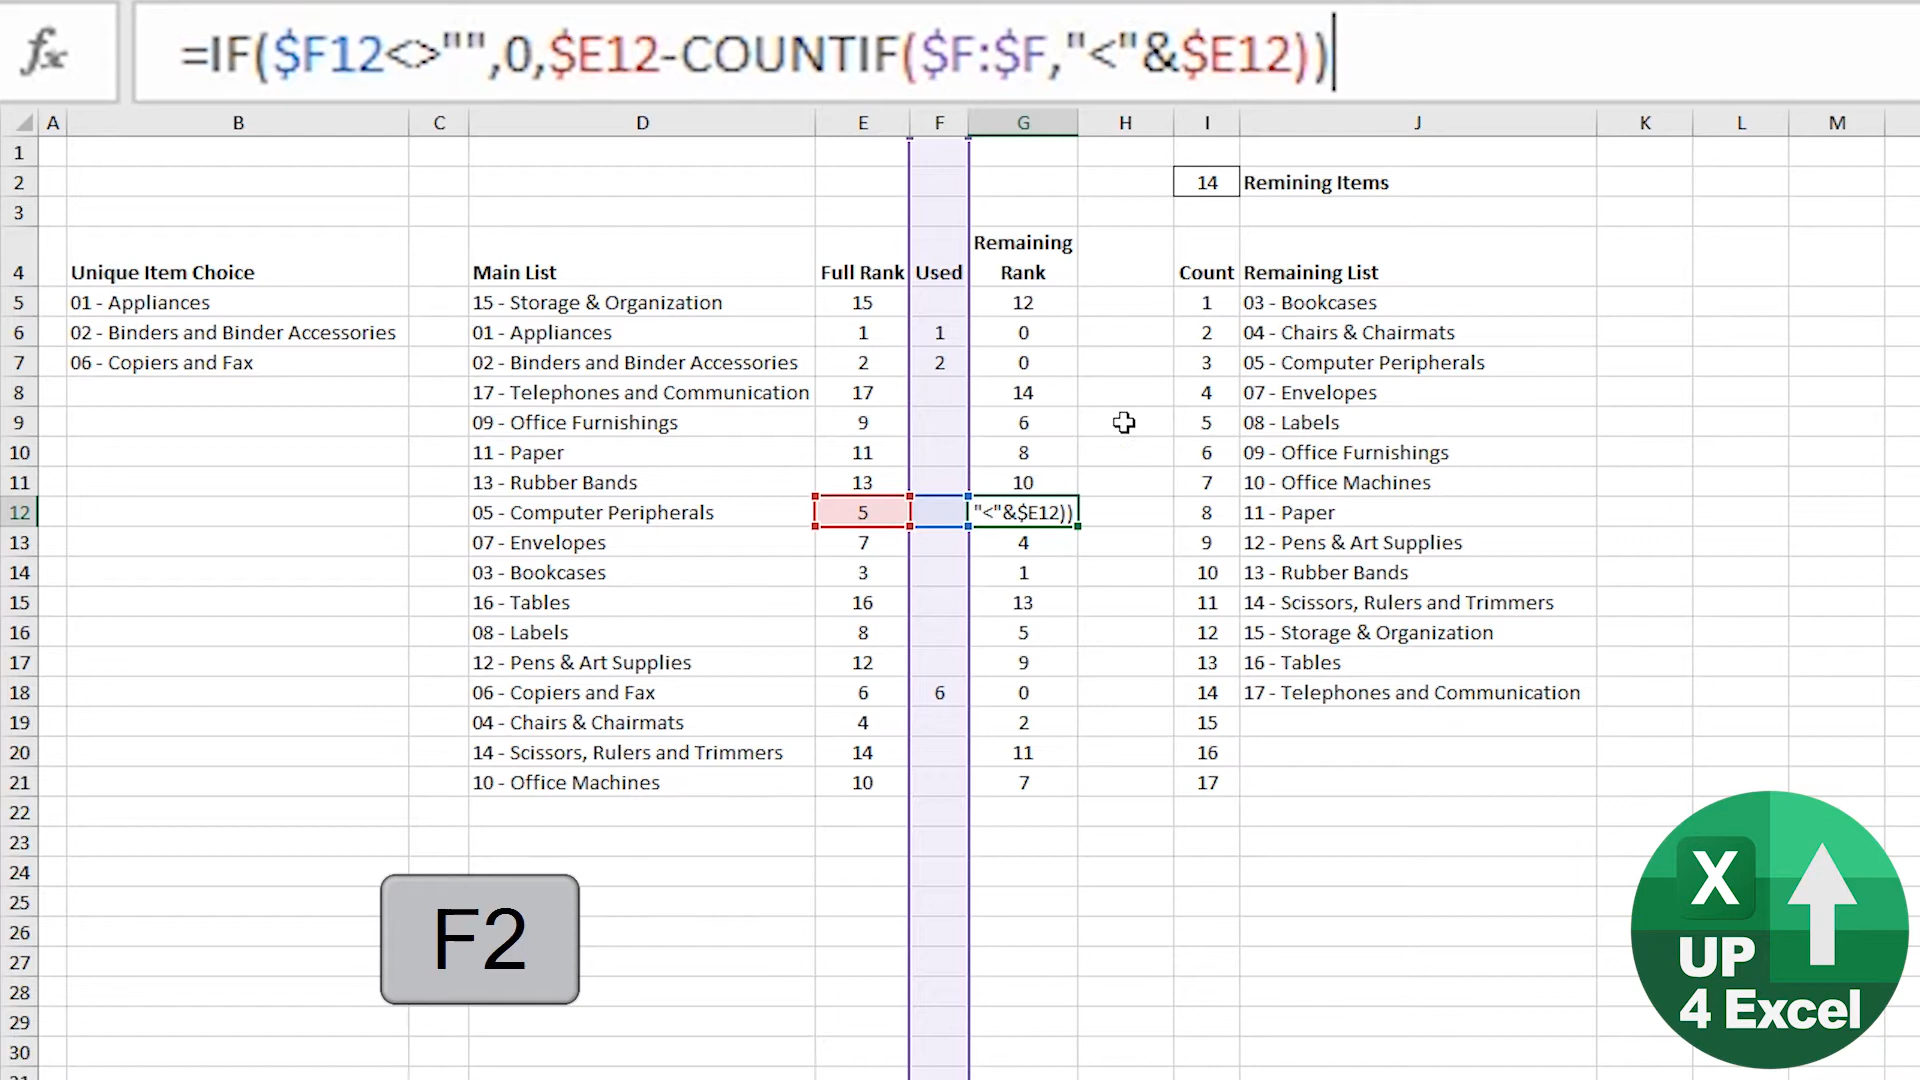 fx =IF($F12<>"",0,$E12-COUNTIF($F:$F,"<"&$E12))
A B C D E F G H I J K L M
1
2 14 Remining Items
3
Remaining
4 Unique Item Choice Main List Full Rank Used Rank Count Remaining List
5 01 - Appliances 15 - Storage & Organization 15 12 1 03 - Bookcases
6 02 - Binders and Binder Accessories 01 - Appliances 1 1 0 2 04 - Chairs & Chairmats
7 06 - Copiers and Fax 02 - Binders and Binder Accessories 2 2 0 3 05 - Computer Peripherals
8 17 - Telephones and Communication 17 14 4 07 - Envelopes
9 09 - Office Furnishings 9 6 5 08 - Labels
10 11 - Paper 11 8 6 09 - Office Furnishings
11 13 - Rubber Bands 13 10 7 10 - Office Machines
12 05 - Computer Peripherals 5 "<"&$E12)) 8 11 - Paper
13 07 - Envelopes 7 4 9 12 - Pens & Art Supplies
14 03 - Bookcases 3 1 10 13 - Rubber Bands
15 16 - Tables 16 13 11 14 - Scissors, Rulers and Trimmers
16 08 - Labels 8 5 12 15 - Storage & Organization
17 12 - Pens & Art Supplies 12 9 13 16 - Tables
18 06 - Copiers and Fax 6 6 0 14 17 - Telephones and Communication
19 04 - Chairs & Chairmats 4 2 15
20 14 - Scissors, Rulers and Trimmers 14 11 16
21 10 - Office Machines 10 7 17
22
23
24
25
26
27
28
29
30
F2
X
UP
4 Excel